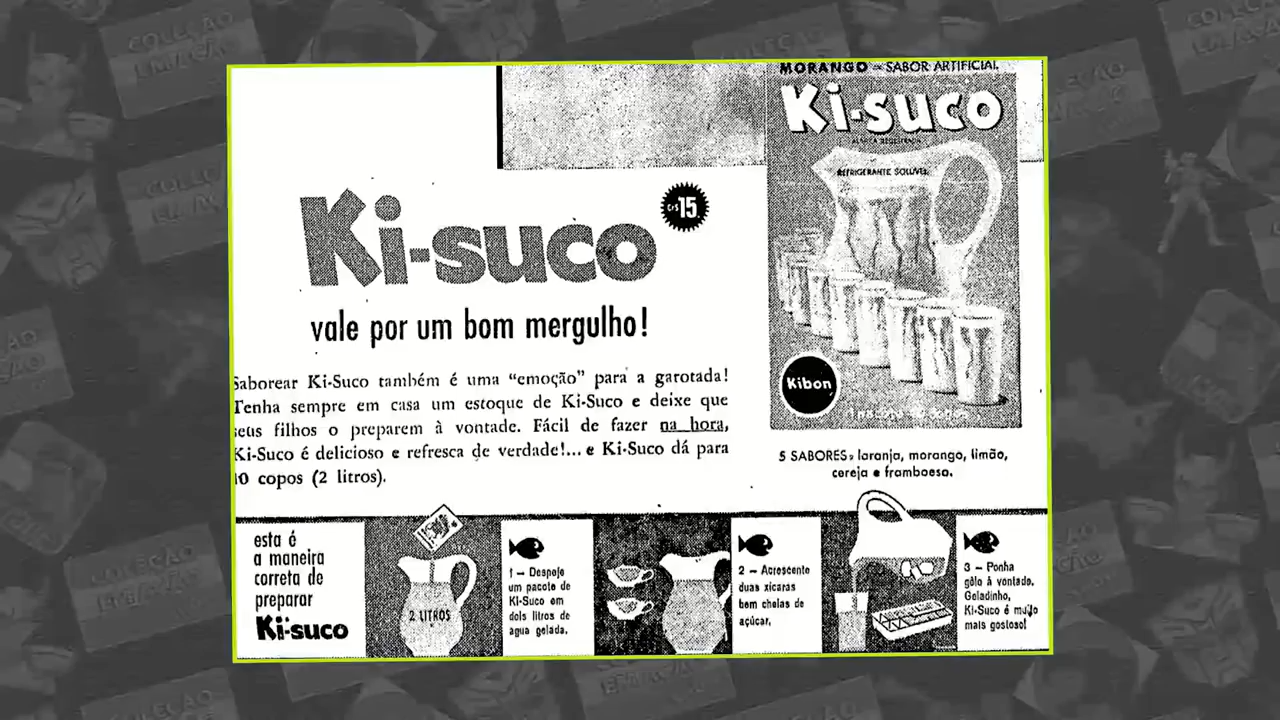 MORANGO — SABOR ARTIFICIAL
Ki-suco
REFRIGERANTE SOLÚVEL
Kibon
Ki-suco
Cr$ 15
vale por um bom mergulho!
Saborear Ki-Suco também é uma “emoção” para a garotada!
Tenha sempre em casa um estoque de Ki-Suco e deixe que
seus filhos o preparem à vontade. Fácil de fazer na hora,
Ki-Suco é delicioso e refresca de verdade!... e Ki-Suco dá para
10 copos (2 litros).
5 SABORES: laranja, morango, limão,
cereja e framboesa.
esta é
a maneira
correta de
preparar
Ki-suco
2 LITROS
1 — Despeje
um pacote de
Ki-Suco em
dois litros de
agua gelada.
2 — Acrescente
duas xícaras
bem cheias de
açúcar.
3 — Ponha
gêlo à vontade.
Geladinho,
Ki-Suco é muito
mais gostoso!
COLEÇÃO